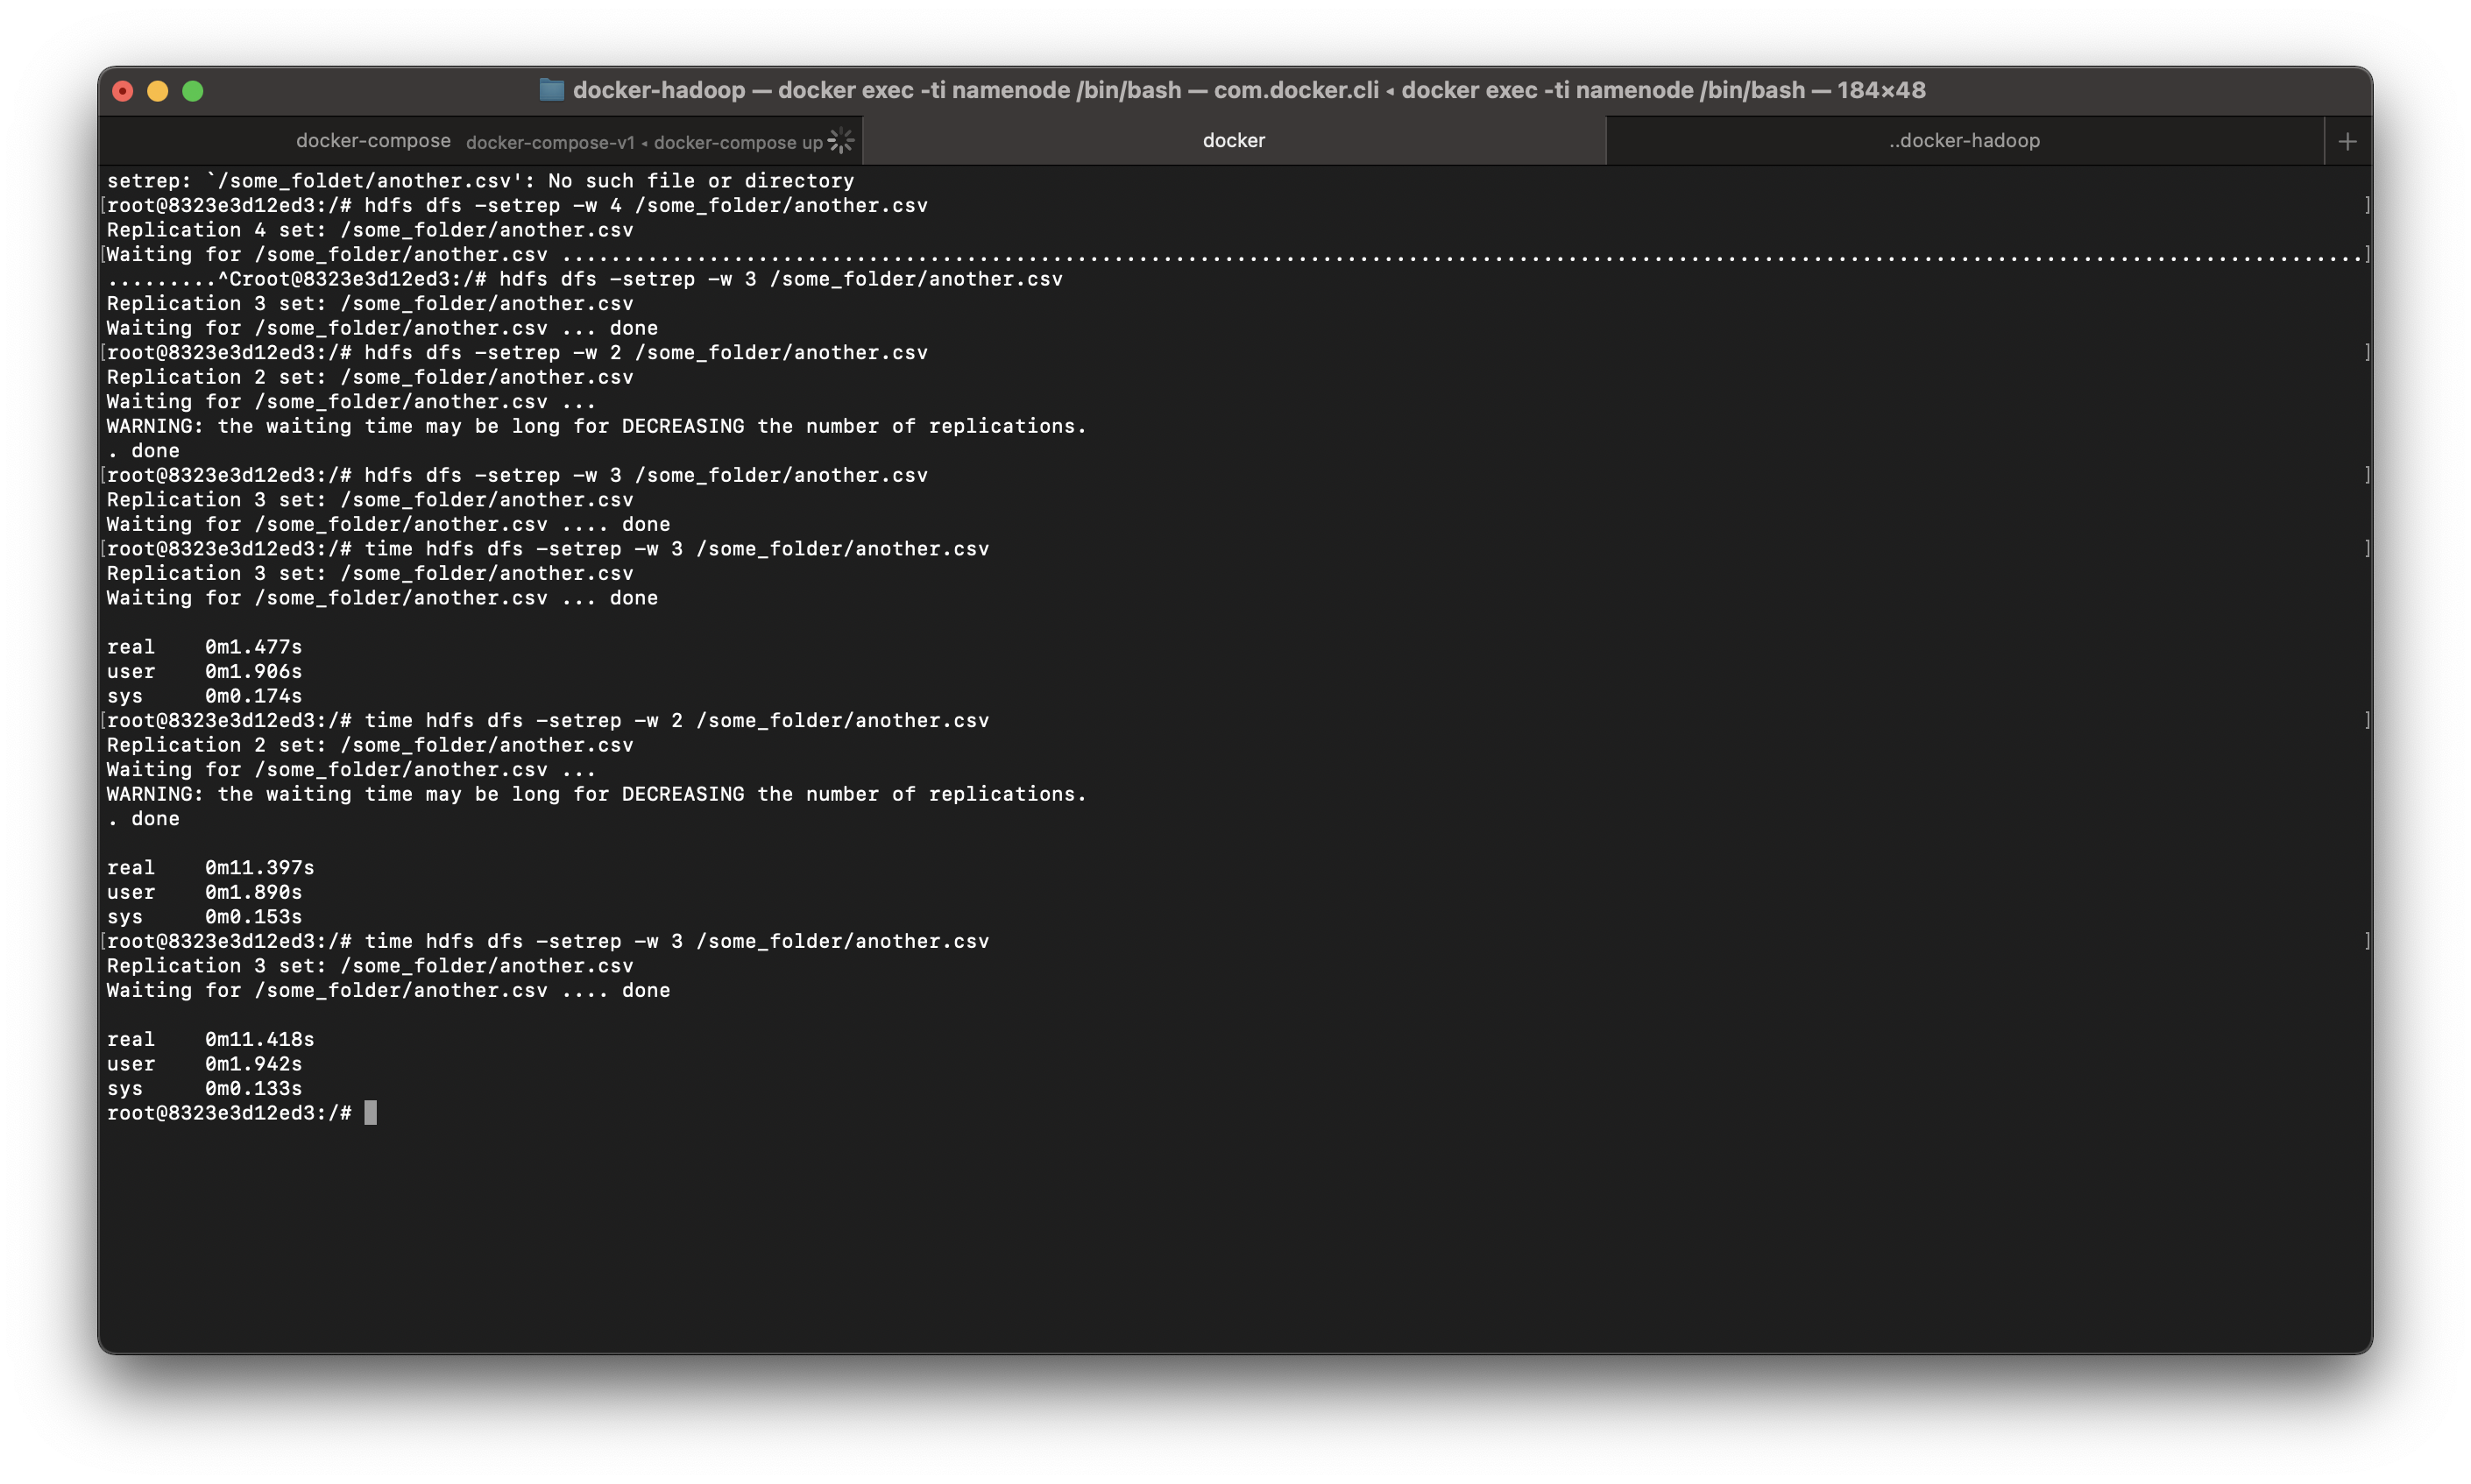 docker-hadoop — docker exec -ti namenode /bin/bash — com.docker.cli ◂ docker exec -ti namenode /bin/bash — 184×48
docker-compose docker-compose-v1 ◂ docker-compose up
docker
..docker-hadoop
+
setrep: `/some_foldet/another.csv': No such file or directory
[root@8323e3d12ed3:/# hdfs dfs -setrep -w 4 /some_folder/another.csv ]
Replication 4 set: /some_folder/another.csv
[Waiting for /some_folder/another.csv ...................................................................................................................................................]
.........^Croot@8323e3d12ed3:/# hdfs dfs -setrep -w 3 /some_folder/another.csv
Replication 3 set: /some_folder/another.csv
Waiting for /some_folder/another.csv ... done
[root@8323e3d12ed3:/# hdfs dfs -setrep -w 2 /some_folder/another.csv ]
Replication 2 set: /some_folder/another.csv
Waiting for /some_folder/another.csv ...
WARNING: the waiting time may be long for DECREASING the number of replications.
. done
[root@8323e3d12ed3:/# hdfs dfs -setrep -w 3 /some_folder/another.csv ]
Replication 3 set: /some_folder/another.csv
Waiting for /some_folder/another.csv .... done
[root@8323e3d12ed3:/# time hdfs dfs -setrep -w 3 /some_folder/another.csv ]
Replication 3 set: /some_folder/another.csv
Waiting for /some_folder/another.csv ... done
real 0m1.477s
user 0m1.906s
sys 0m0.174s
[root@8323e3d12ed3:/# time hdfs dfs -setrep -w 2 /some_folder/another.csv ]
Replication 2 set: /some_folder/another.csv
Waiting for /some_folder/another.csv ...
WARNING: the waiting time may be long for DECREASING the number of replications.
. done
real 0m11.397s
user 0m1.890s
sys 0m0.153s
[root@8323e3d12ed3:/# time hdfs dfs -setrep -w 3 /some_folder/another.csv ]
Replication 3 set: /some_folder/another.csv
Waiting for /some_folder/another.csv .... done
real 0m11.418s
user 0m1.942s
sys 0m0.133s
root@8323e3d12ed3:/#